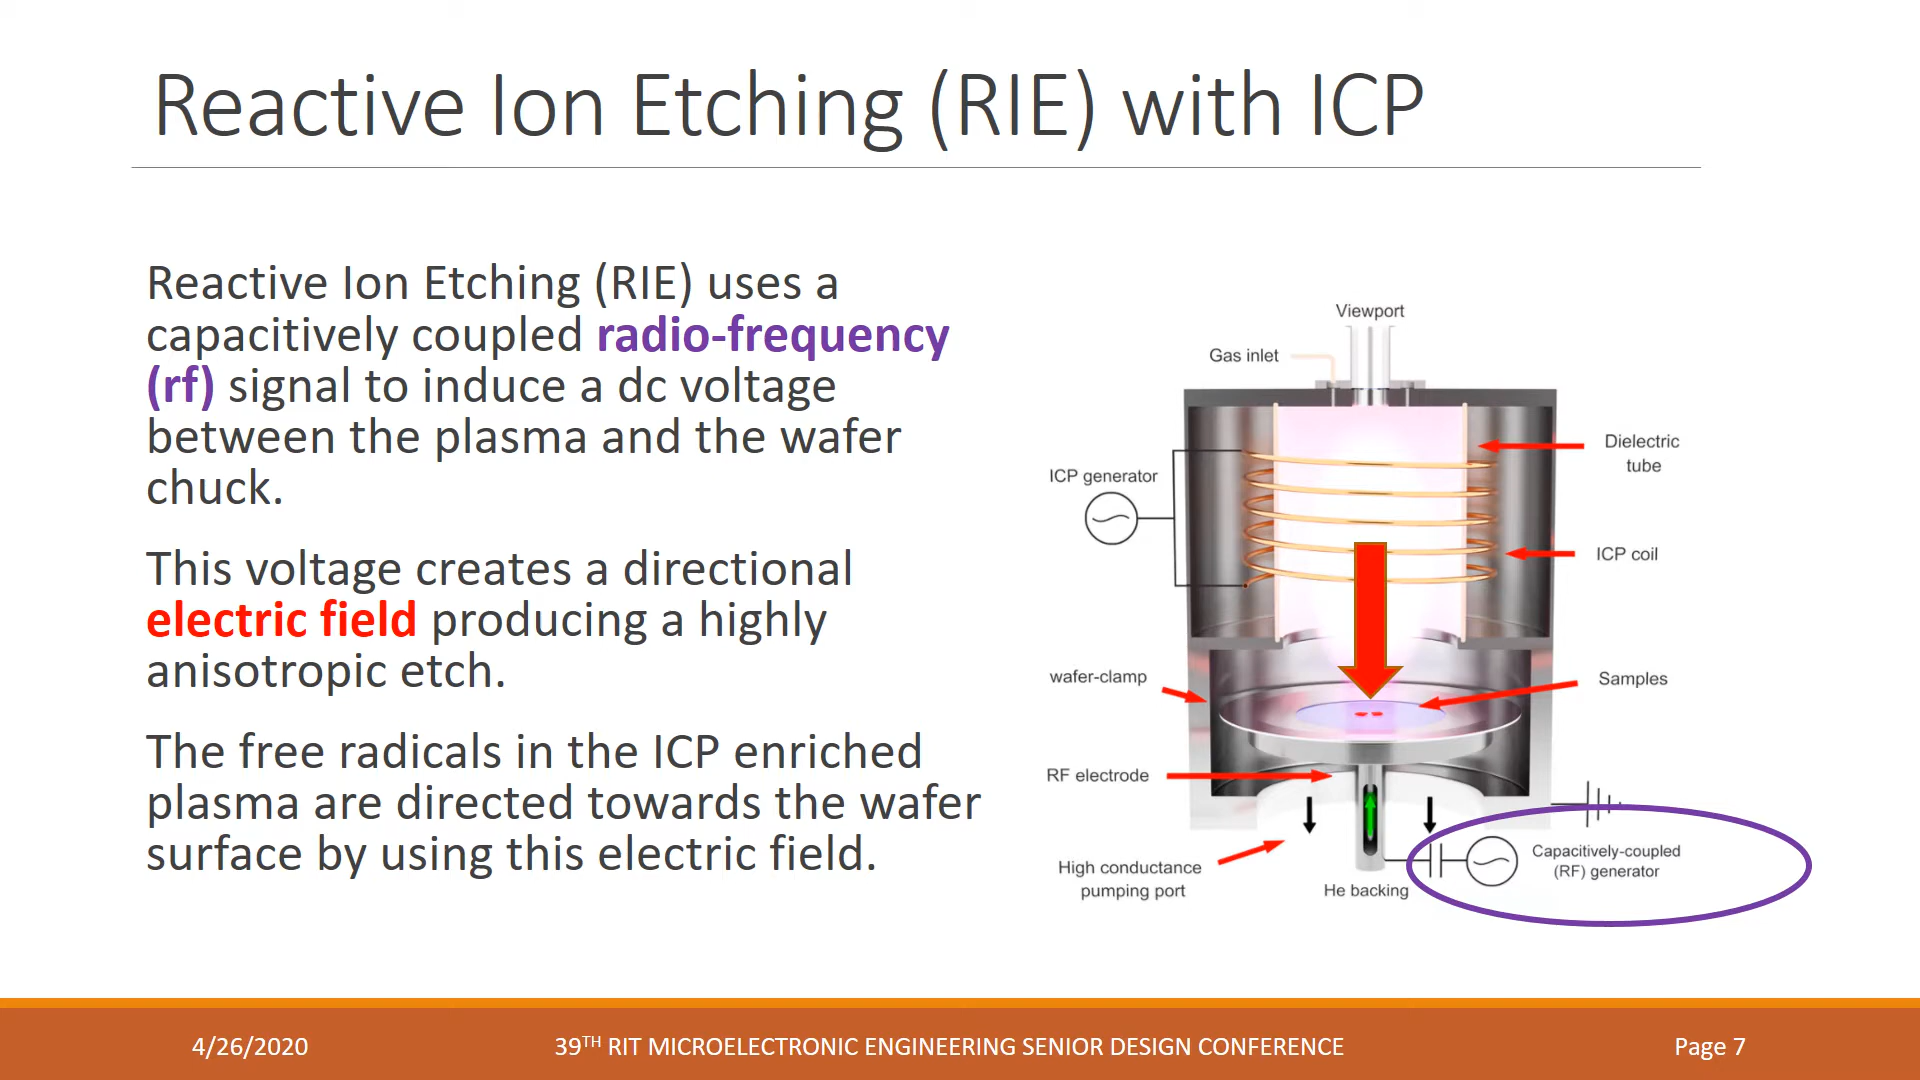 Reactive Ion Etching (RIE) with ICP
Reactive Ion Etching (RIE) uses a
capacitively coupled radio-frequency
(rf) signal to induce a dc voltage
between the plasma and the wafer
chuck.
This voltage creates a directional
electric field producing a highly
anisotropic etch.
The free radicals in the ICP enriched
plasma are directed towards the wafer
surface by using this electric field.
Viewport
Gas inlet
Dielectric
tube
ICP generator
ICP coil
wafer-clamp
Samples
RF electrode
High conductance
pumping port
He backing
Capacitively-coupled
(RF) generator
4/26/2020
39TH RIT MICROELECTRONIC ENGINEERING SENIOR DESIGN CONFERENCE
Page 7